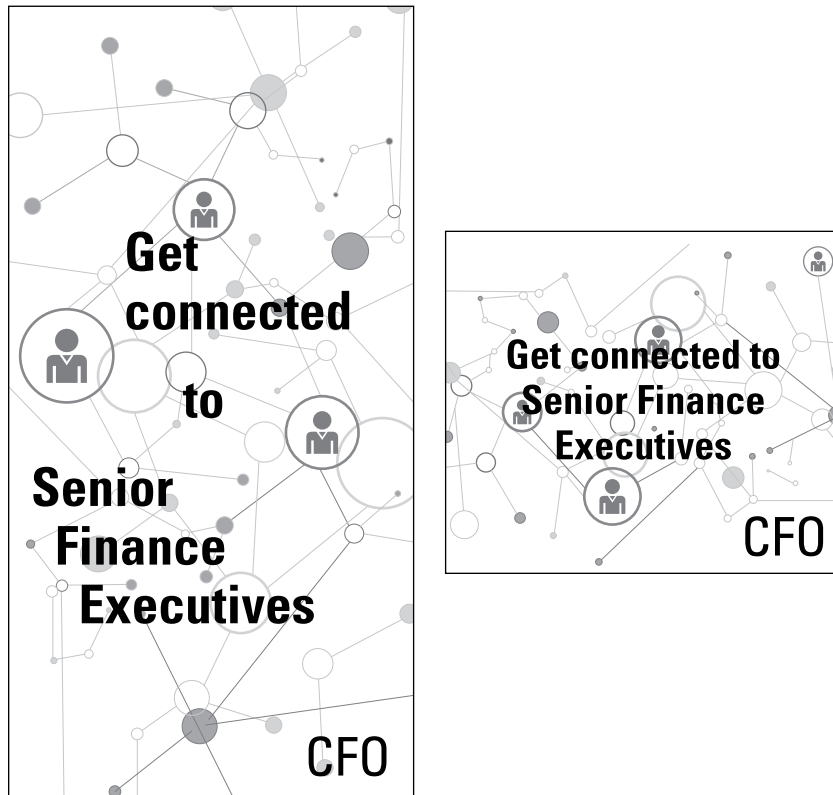 Get
connected
to
Senior
Finance
Executives
CFO
Get connected to
Senior Finance
Executives
CFO